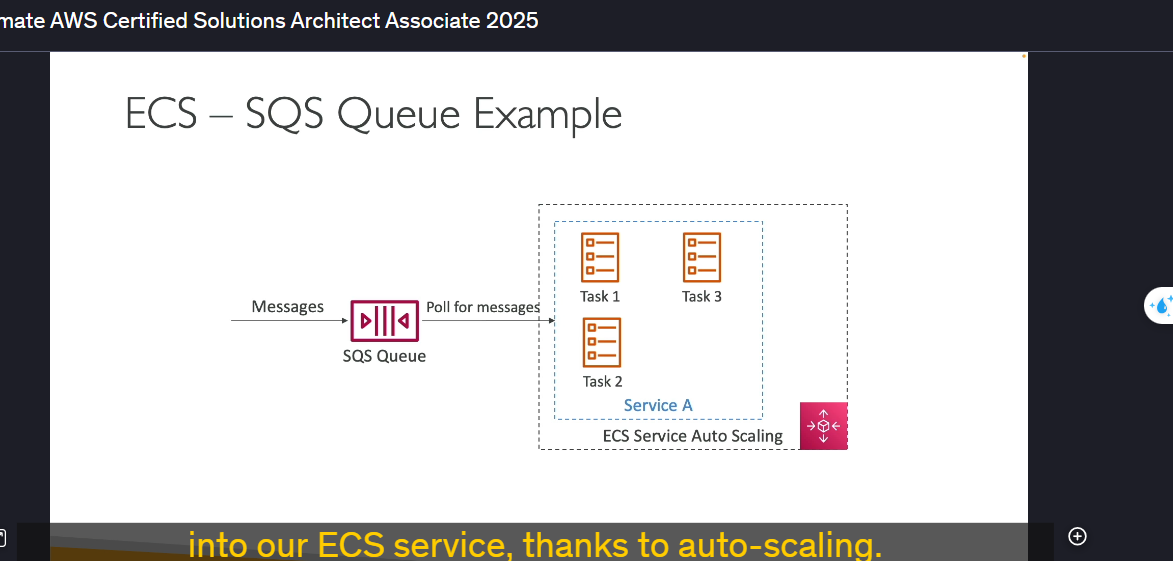 mate AWS Certified Solutions Architect Associate 2025
ECS – SQS Queue Example
Messages
SQS Queue
Poll for messages
Task 1
Task 3
Task 2
Service A
ECS Service Auto Scaling
into our ECS service, thanks to auto-scaling.